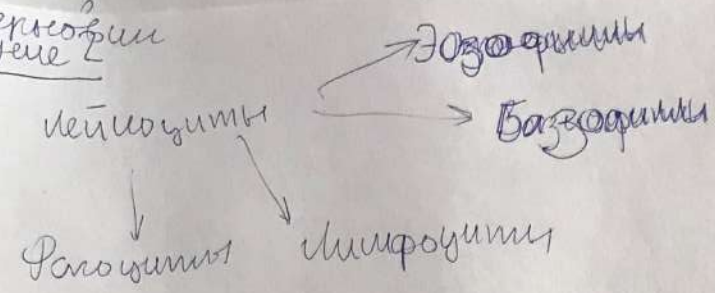 Эозофилы
лейкоциты
Базофилы
Фагоциты Лимфоциты